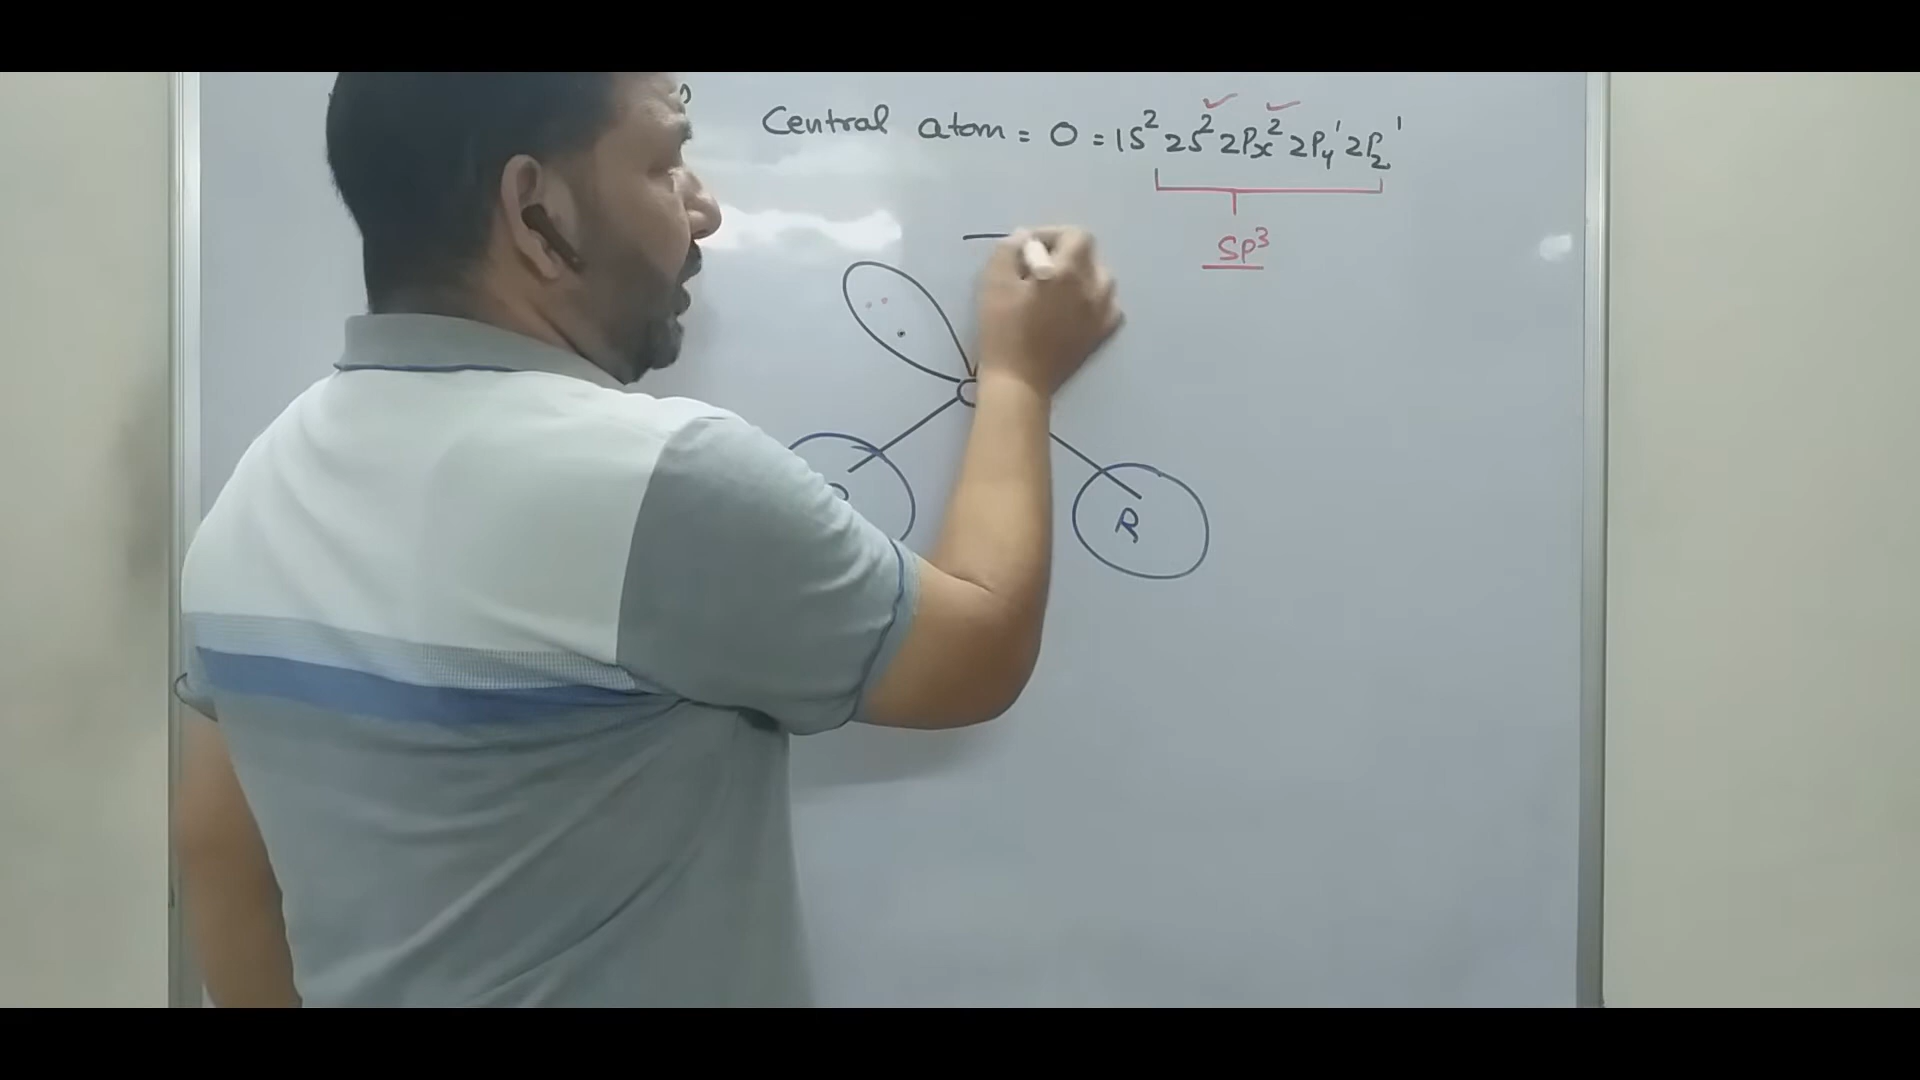 Central atom = O = 1S² 2S² 2Px² 2Py¹ 2Pz¹
SP³
R